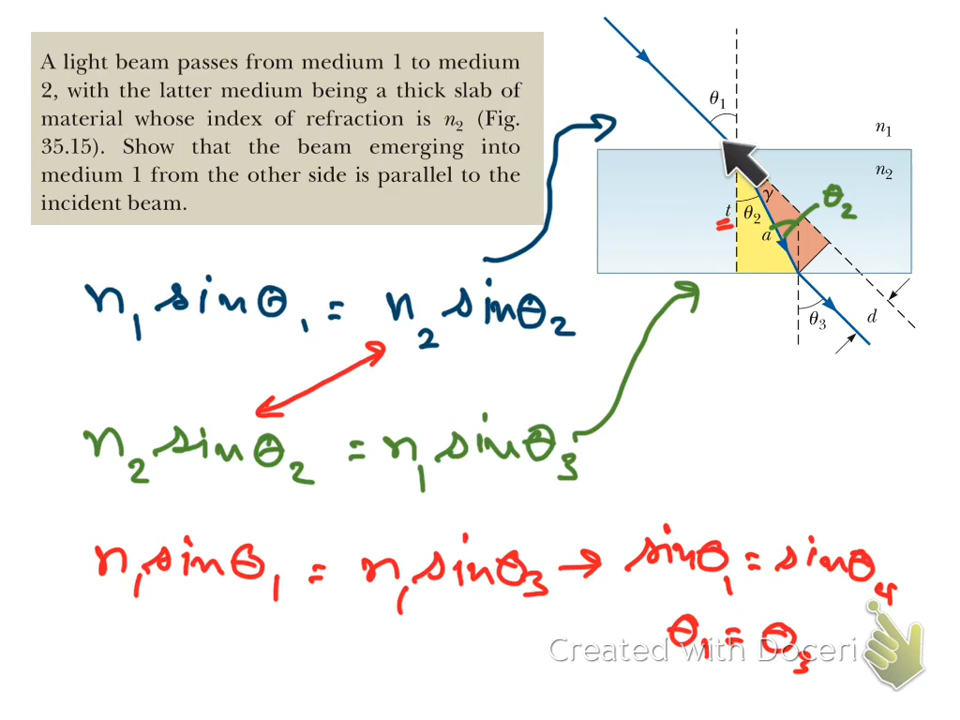 A light beam passes from medium 1 to medium
2, with the latter medium being a thick slab of
material whose index of refraction is n₂ (Fig.
35.15). Show that the beam emerging into
medium 1 from the other side is parallel to the
incident beam.
θ₁
n₁
n₂
γ
t θ₂
θ₂
a
θ₃
d
n₁ sinθ₁ = n₂ sinθ₂
n₂ sinθ₂ = n₁ sinθ₃
n₁ sinθ₁ = n₁ sinθ₃ → sinθ₁ = sinθ₄
θ₁ = θ₃
Created with Doceri